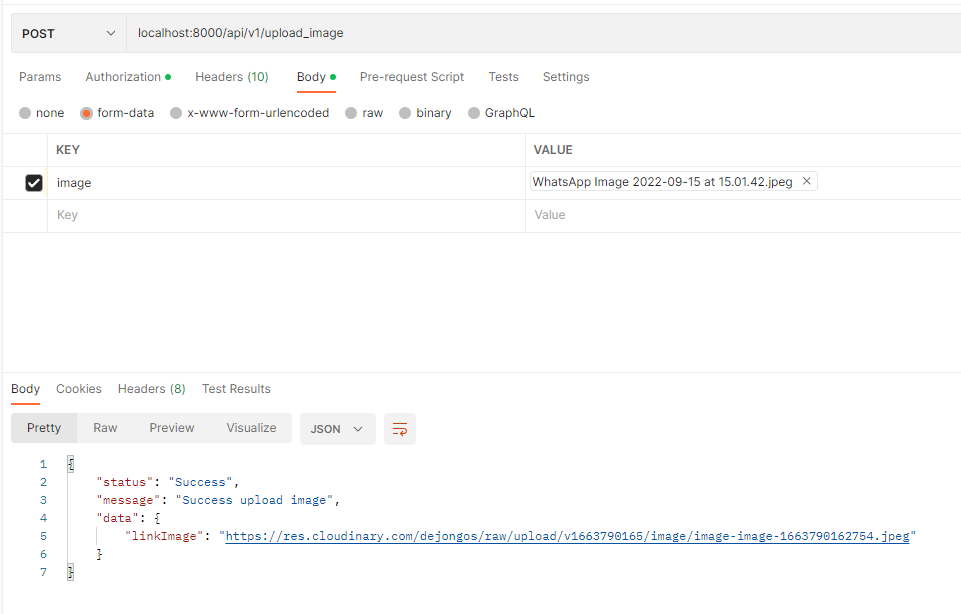 POST localhost:8000/api/v1/upload_image
Params Authorization Headers (10) Body Pre-request Script Tests Settings
none form-data x-www-form-urlencoded raw binary GraphQL
KEY VALUE
image WhatsApp Image 2022-09-15 at 15.01.42.jpeg ×
Key Value
Body Cookies Headers (8) Test Results
Pretty Raw Preview Visualize JSON
1 {
2 "status": "Success",
3 "message": "Success upload image",
4 "data": {
5 "linkImage": "https://res.cloudinary.com/dejongos/raw/upload/v1663790165/image/image-image-1663790162754.jpeg"
6 }
7 }